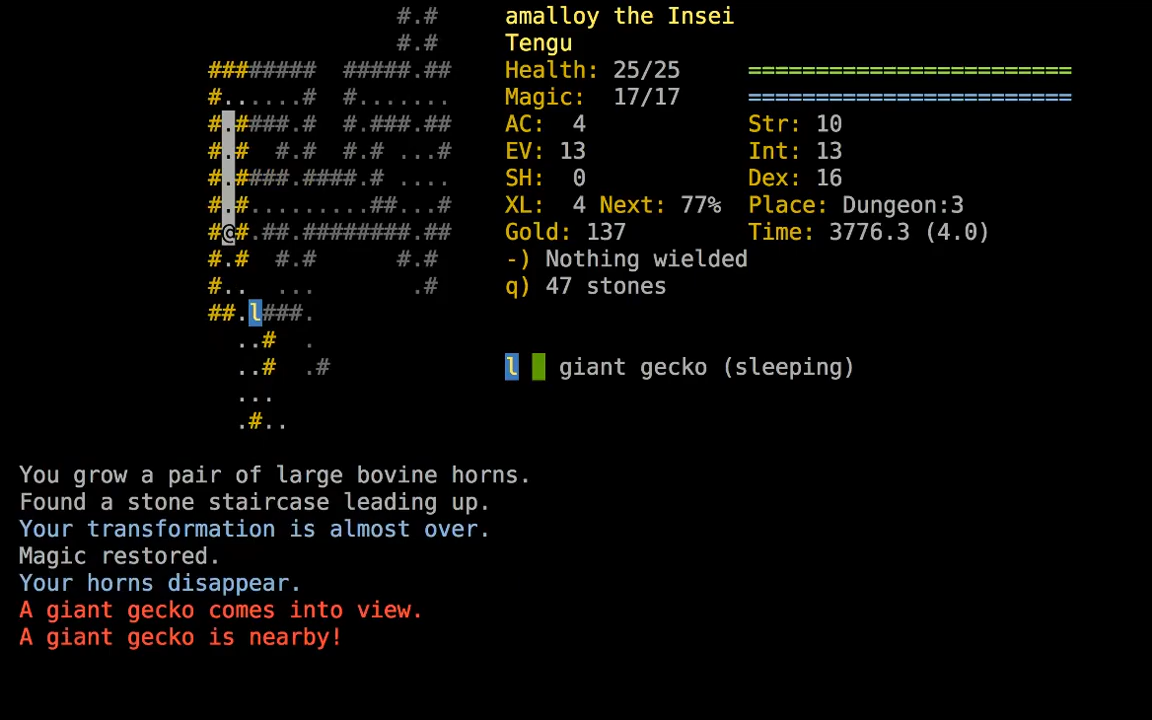 #.# amalloy the Insei
#.# Tengu
######## #####.## Health: 25/25 ========================
#......# #....... Magic: 17/17 ========================
#.####.# #.###.## AC: 4 Str: 10
#.# #.# #.# ...# EV: 13 Int: 13
#.####.####.# .... SH: 0 Dex: 16
#.#.........##...# XL: 4 Next: 77% Place: Dungeon:3
#@#.##.########.## Gold: 137 Time: 3776.3 (4.0)
#.# #.# #.# -) Nothing wielded
#.. ... .# q) 47 stones
##.l###.
..# .
..# .# l giant gecko (sleeping)
...
.#..
You grow a pair of large bovine horns.
Found a stone staircase leading up.
Your transformation is almost over.
Magic restored.
Your horns disappear.
A giant gecko comes into view.
A giant gecko is nearby!